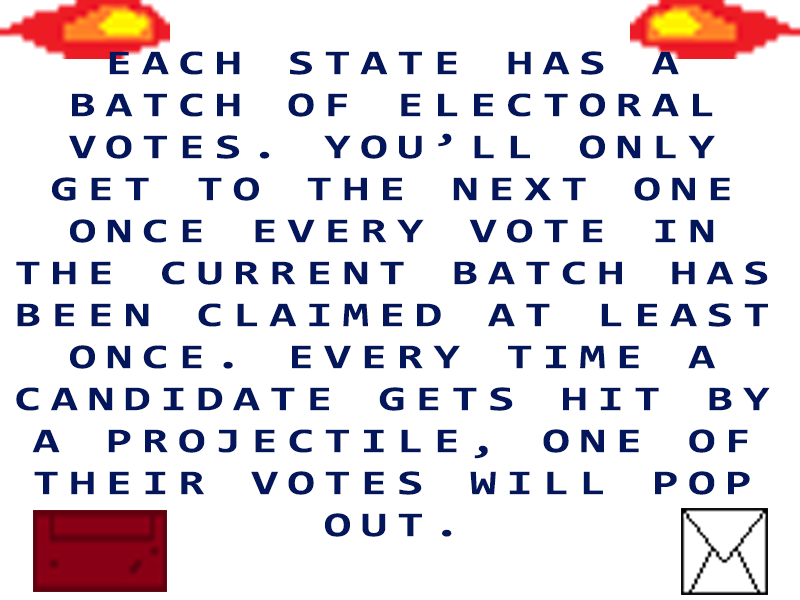 EACH STATE HAS A
BATCH OF ELECTORAL
VOTES. YOU'LL ONLY
GET TO THE NEXT ONE
ONCE EVERY VOTE IN
THE CURRENT BATCH HAS
BEEN CLAIMED AT LEAST
ONCE. EVERY TIME A
CANDIDATE GETS HIT BY
A PROJECTILE, ONE OF
THEIR VOTES WILL POP
OUT.